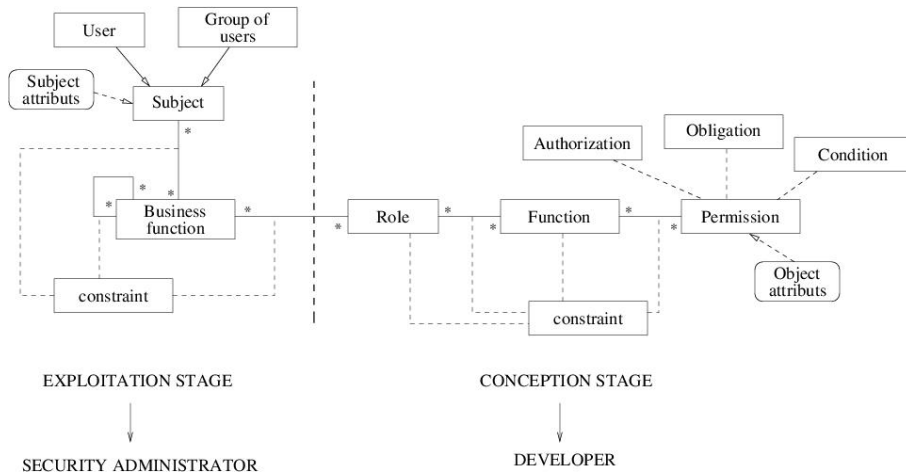 User
Group of
users
Subject
attributs
Subject
*
Authorization
Obligation
Condition
*
*
*
Business
function
*
*
Role
*
*
Function
*
*
Permission
Object
attributs
constraint
constraint
EXPLOITATION STAGE
CONCEPTION STAGE
SECURITY ADMINISTRATOR
DEVELOPER